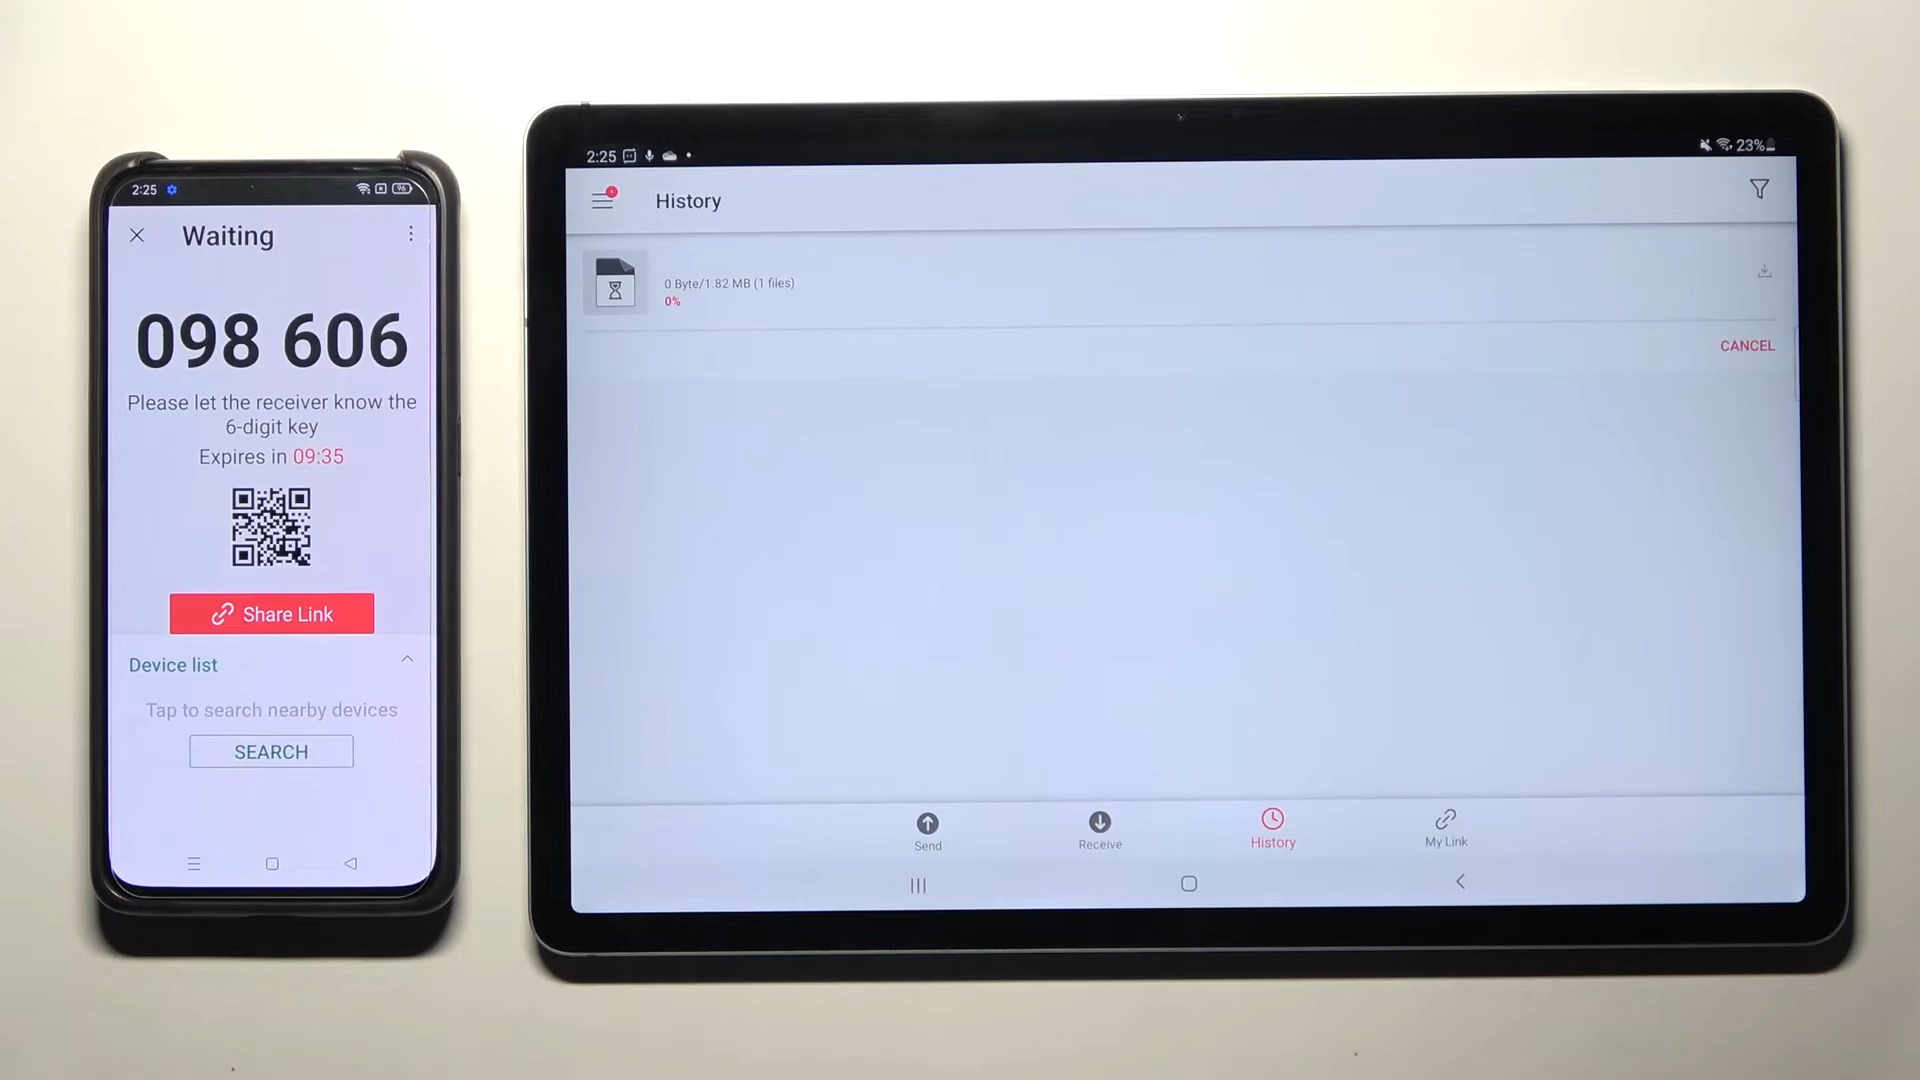 2:25
96
Waiting
098 606
Please let the receiver know the
6-digit key
Expires in 09:35
Share Link
Device list
Tap to search nearby devices
SEARCH
2:25
23%
History
0 Byte/1.82 MB (1 files)
0%
CANCEL
Send
Receive
History
My Link